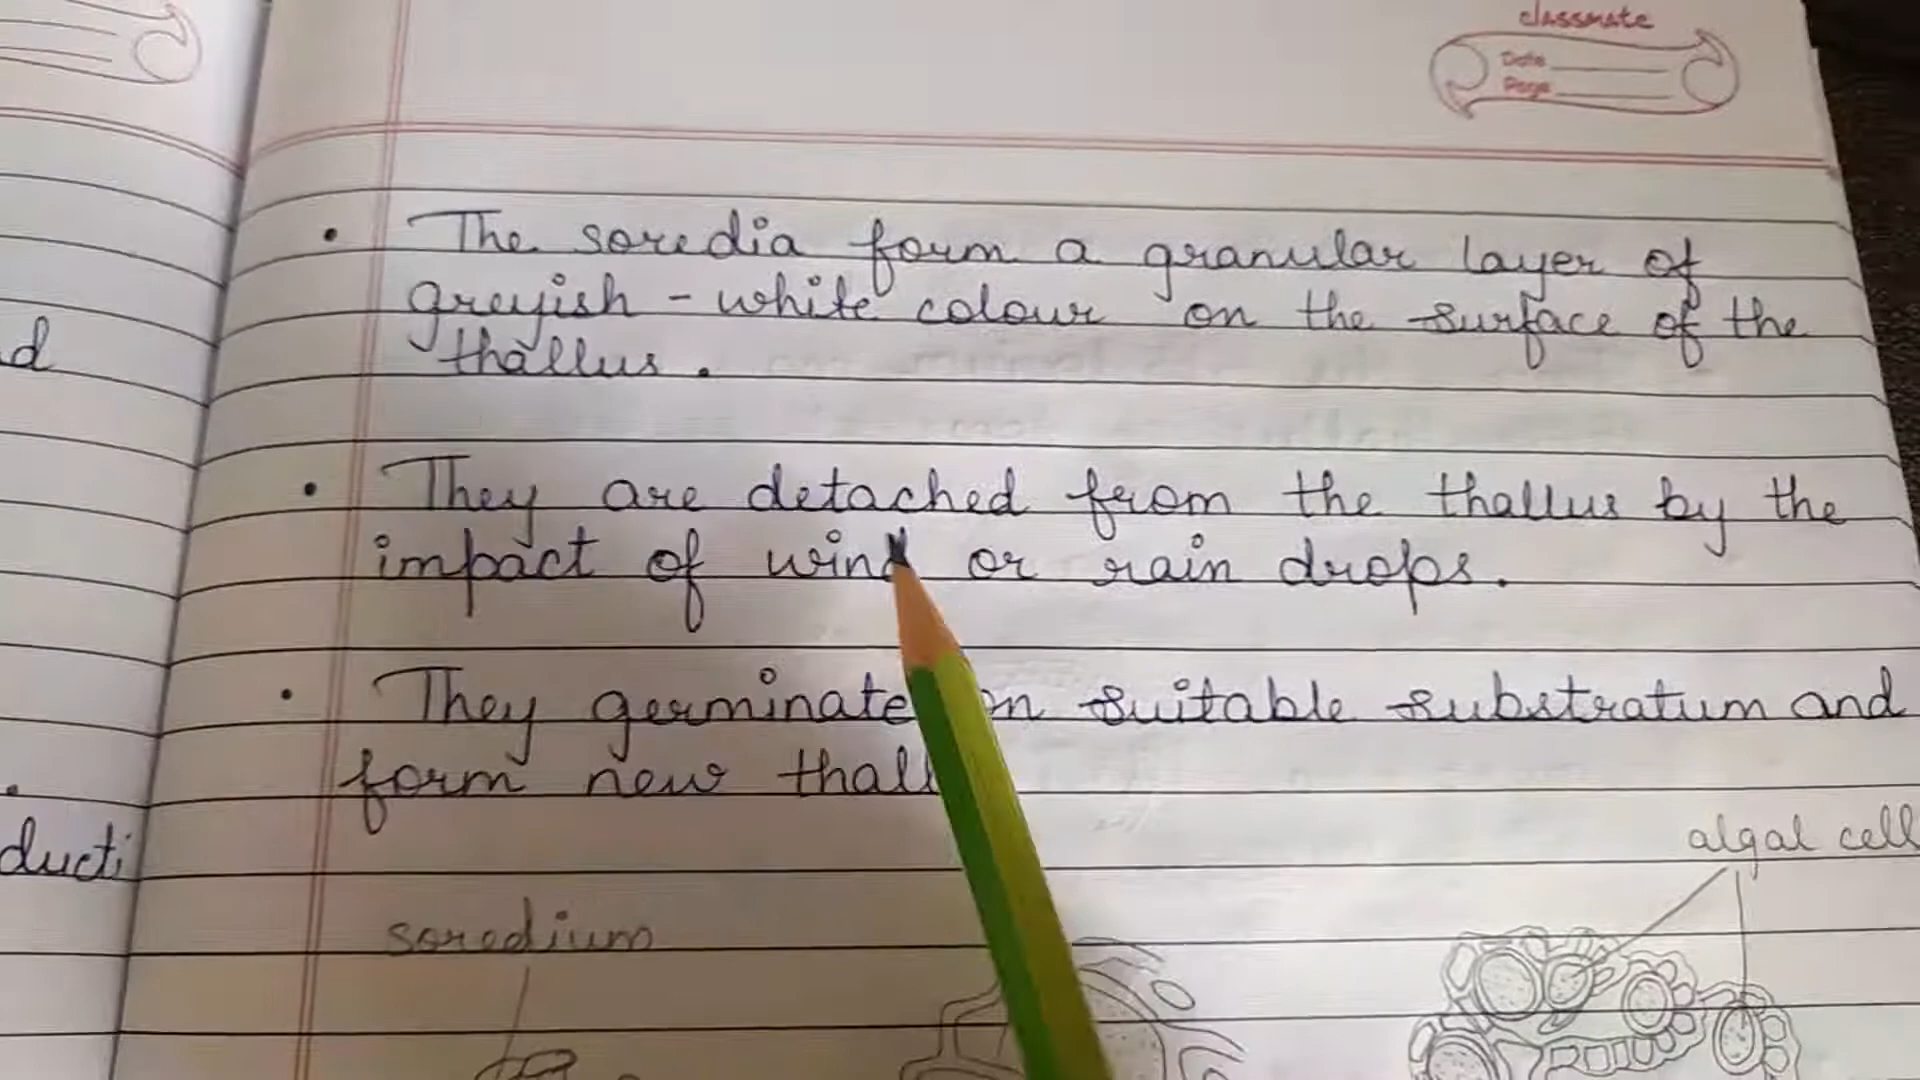 classmate
Date
Page
• The soredia form a granular layer of
greyish - white colour on the surface of the
thallus.
• They are detached from the thallus by the
impact of wind or rain drops.
• They germinate on suitable substratum and
form new
algal cell
soredium
d
ducti